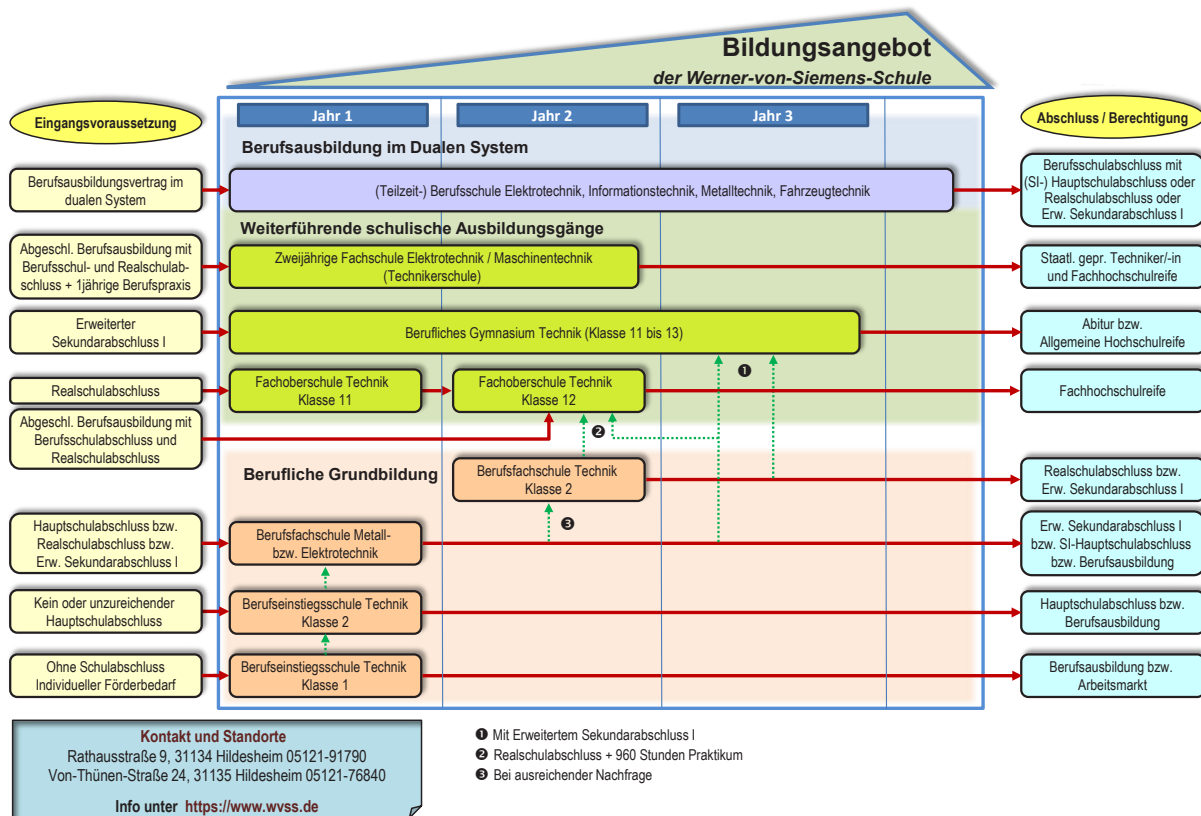 Bildungsangebot
der Werner-von-Siemens-Schule
Eingangsvoraussetzung
Jahr 1
Jahr 2
Jahr 3
Abschluss / Berechtigung
Berufsausbildung im Dualen System
Berufsausbildungsvertrag im
dualen System
(Teilzeit-) Berufsschule Elektrotechnik, Informationstechnik, Metalltechnik, Fahrzeugtechnik
Berufsschulabschluss mit
(SI-) Hauptschulabschluss oder
Realschulabschluss oder
Erw. Sekundarabschluss I
Weiterführende schulische Ausbildungsgänge
Abgeschl. Berufsausbildung mit
Berufsschul- und Realschulab-
schluss + 1jährige Berufspraxis
Zweijährige Fachschule Elektrotechnik / Maschinentechnik
(Technikerschule)
Staatl. gepr. Techniker/-in
und Fachhochschulreife
Erweiterter
Sekundarabschluss I
Berufliches Gymnasium Technik (Klasse 11 bis 13)
Abitur bzw.
Allgemeine Hochschulreife
❶
Realschulabschluss
Fachoberschule Technik
Klasse 11
Fachoberschule Technik
Klasse 12
Fachhochschulreife
Abgeschl. Berufsausbildung mit
Berufsschulabschluss und
Realschulabschluss
❷
Berufliche Grundbildung
Berufsfachschule Technik
Klasse 2
Realschulabschluss bzw.
Erw. Sekundarabschluss I
❸
Hauptschulabschluss bzw.
Realschulabschluss bzw.
Erw. Sekundarabschluss I
Berufsfachschule Metall-
bzw. Elektrotechnik
Erw. Sekundarabschluss I
bzw. SI-Hauptschulabschluss
bzw. Berufsausbildung
Kein oder unzureichender
Hauptschulabschluss
Berufseinstiegsschule Technik
Klasse 2
Hauptschulabschluss bzw.
Berufsausbildung
Ohne Schulabschluss
Individueller Förderbedarf
Berufseinstiegsschule Technik
Klasse 1
Berufsausbildung bzw.
Arbeitsmarkt
Kontakt und Standorte
Rathausstraße 9, 31134 Hildesheim 05121-91790
Von-Thünen-Straße 24, 31135 Hildesheim 05121-76840
Info unter https://www.wvss.de
❶ Mit Erweitertem Sekundarabschluss I
❷ Realschulabschluss + 960 Stunden Praktikum
❸ Bei ausreichender Nachfrage